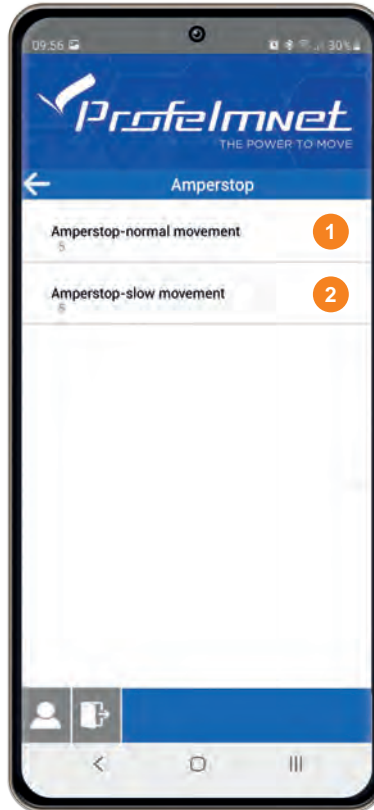 09:56 30%
Profelmnet
THE POWER TO MOVE
Amperstop
Amperstop-normal movement 1
Amperstop-slow movement 2